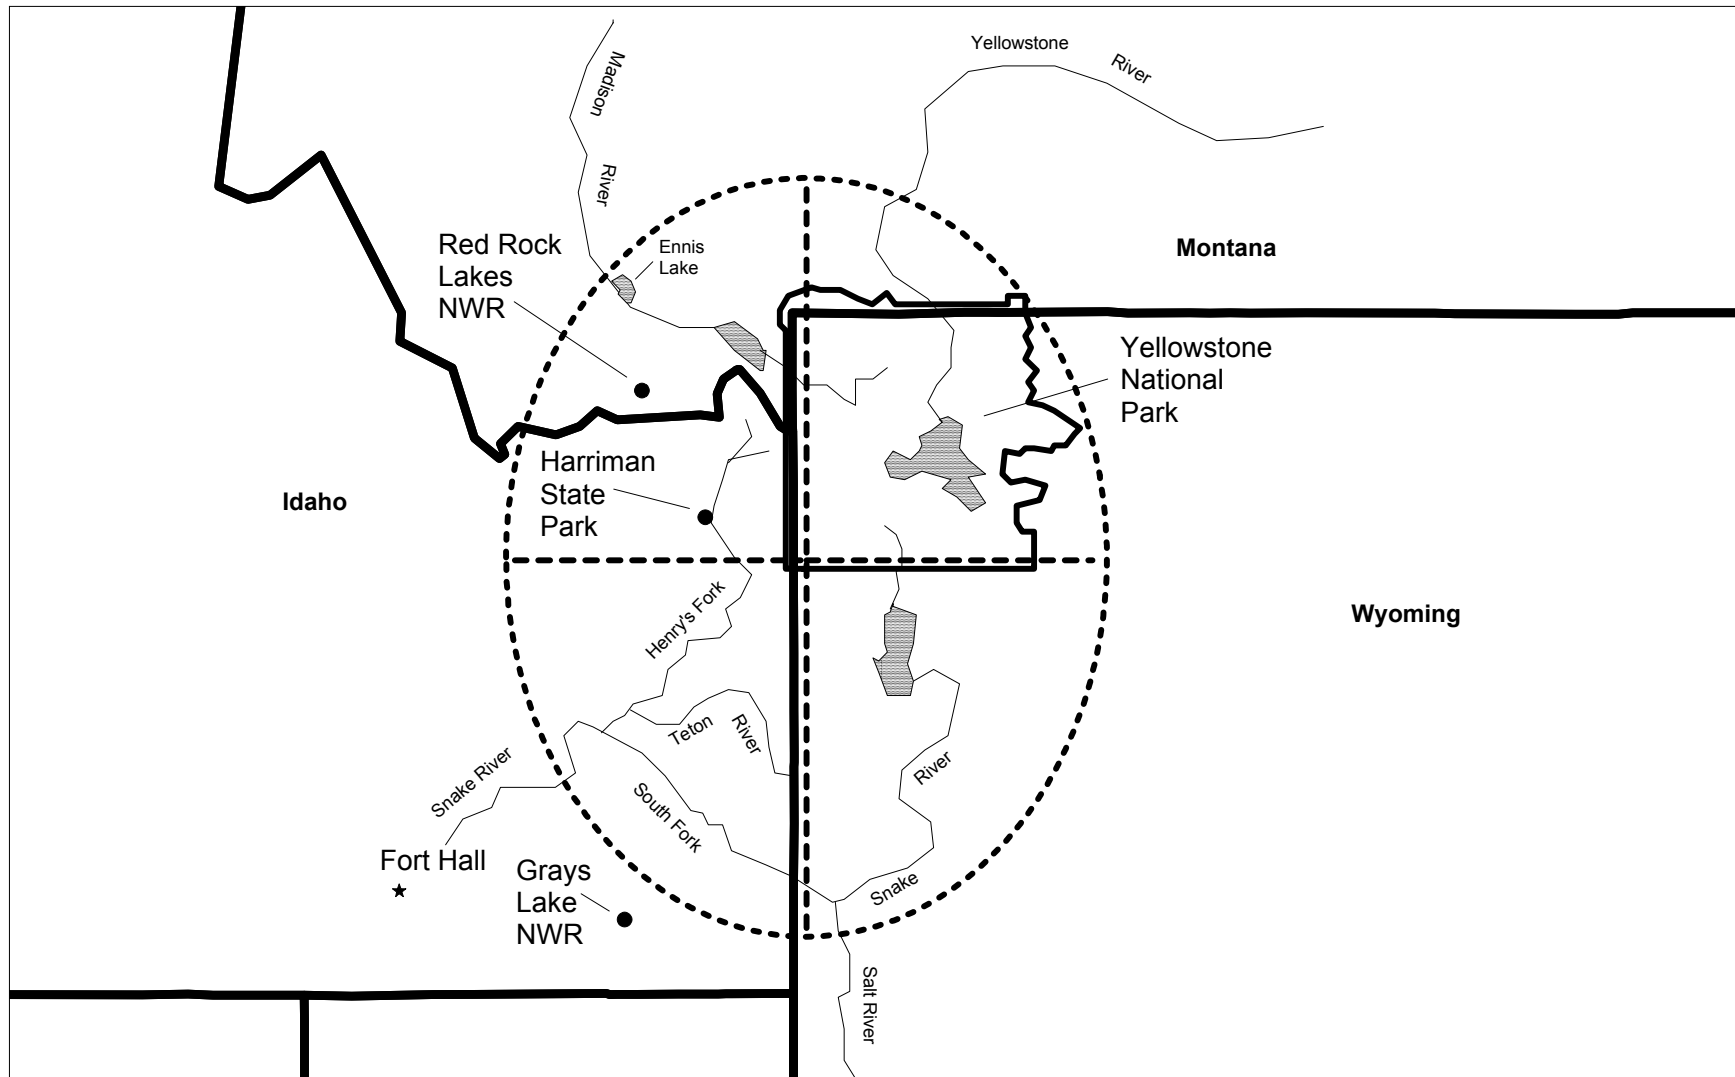 Yellowstone
River
Madison
River
Ennis
Lake
Red Rock
Lakes
NWR
Montana
Yellowstone
National
Park
Harriman
State
Park
Idaho
Wyoming
Henry's Fork
Teton
River
River
Snake River
South Fork
Fort Hall
Grays
Lake
NWR
Snake
Salt River